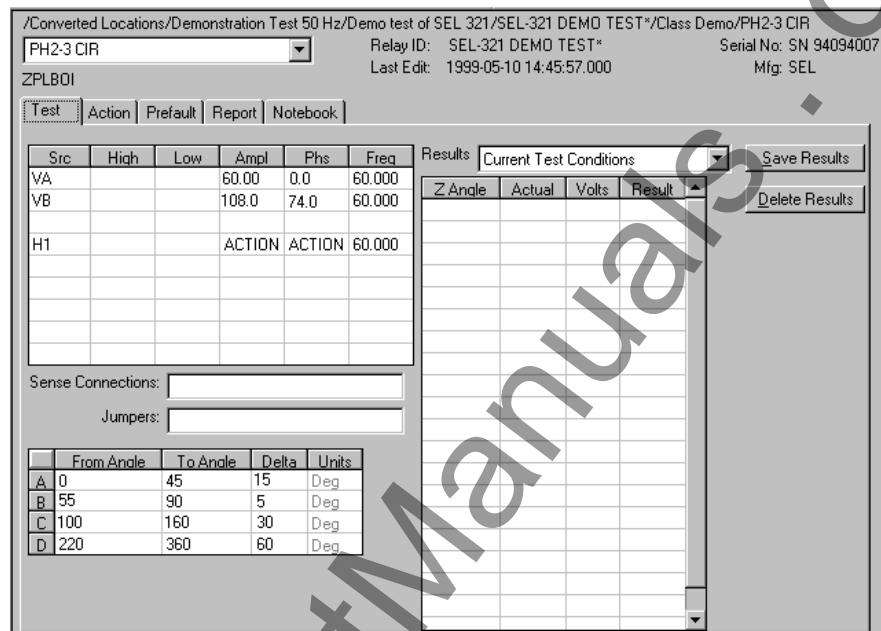 /Converted Locations/Demonstration Test 50 Hz/Demo test of SEL 321/SEL-321 DEMO TEST*/Class Demo/PH2-3 CIR
PH2-3 CIR
Relay ID: SEL-321 DEMO TEST*
Serial No: SN 94094007
Last Edit: 1999-05-10 14:45:57.000
Mfg: SEL
ZPLBOI
Test Action Prefault Report Notebook
Src High Low Ampl Phs Freq
VA 60.00 0.0 60.000
VB 108.0 74.0 60.000
H1 ACTION ACTION 60.000
Results Current Test Conditions
Save Results
Z Angle Actual Volts Result
Delete Results
Sense Connections:
Jumpers:
From Angle To Angle Delta Units
A 0 45 15 Deg
B 55 90 5 Deg
C 100 160 30 Deg
D 220 360 60 Deg